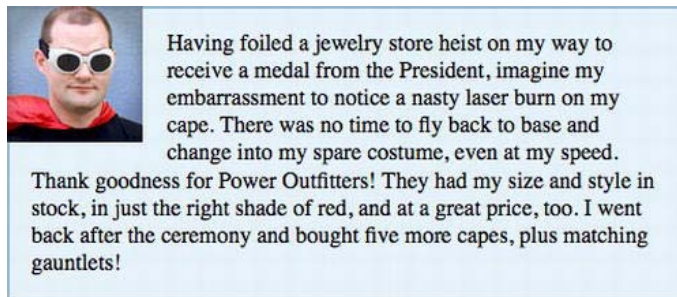 Having foiled a jewelry store heist on my way to
receive a medal from the President, imagine my
embarrassment to notice a nasty laser burn on my
cape. There was no time to fly back to base and
change into my spare costume, even at my speed.
Thank goodness for Power Outfitters! They had my size and style in
stock, in just the right shade of red, and at a great price, too. I went
back after the ceremony and bought five more capes, plus matching
gauntlets!